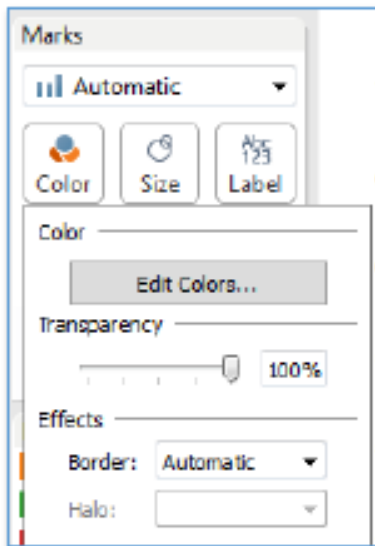 Marks
Automatic
Color Size Abc 123 Label
Color
Edit Colors...
Transparency
100%
Effects
Border: Automatic
Halo: